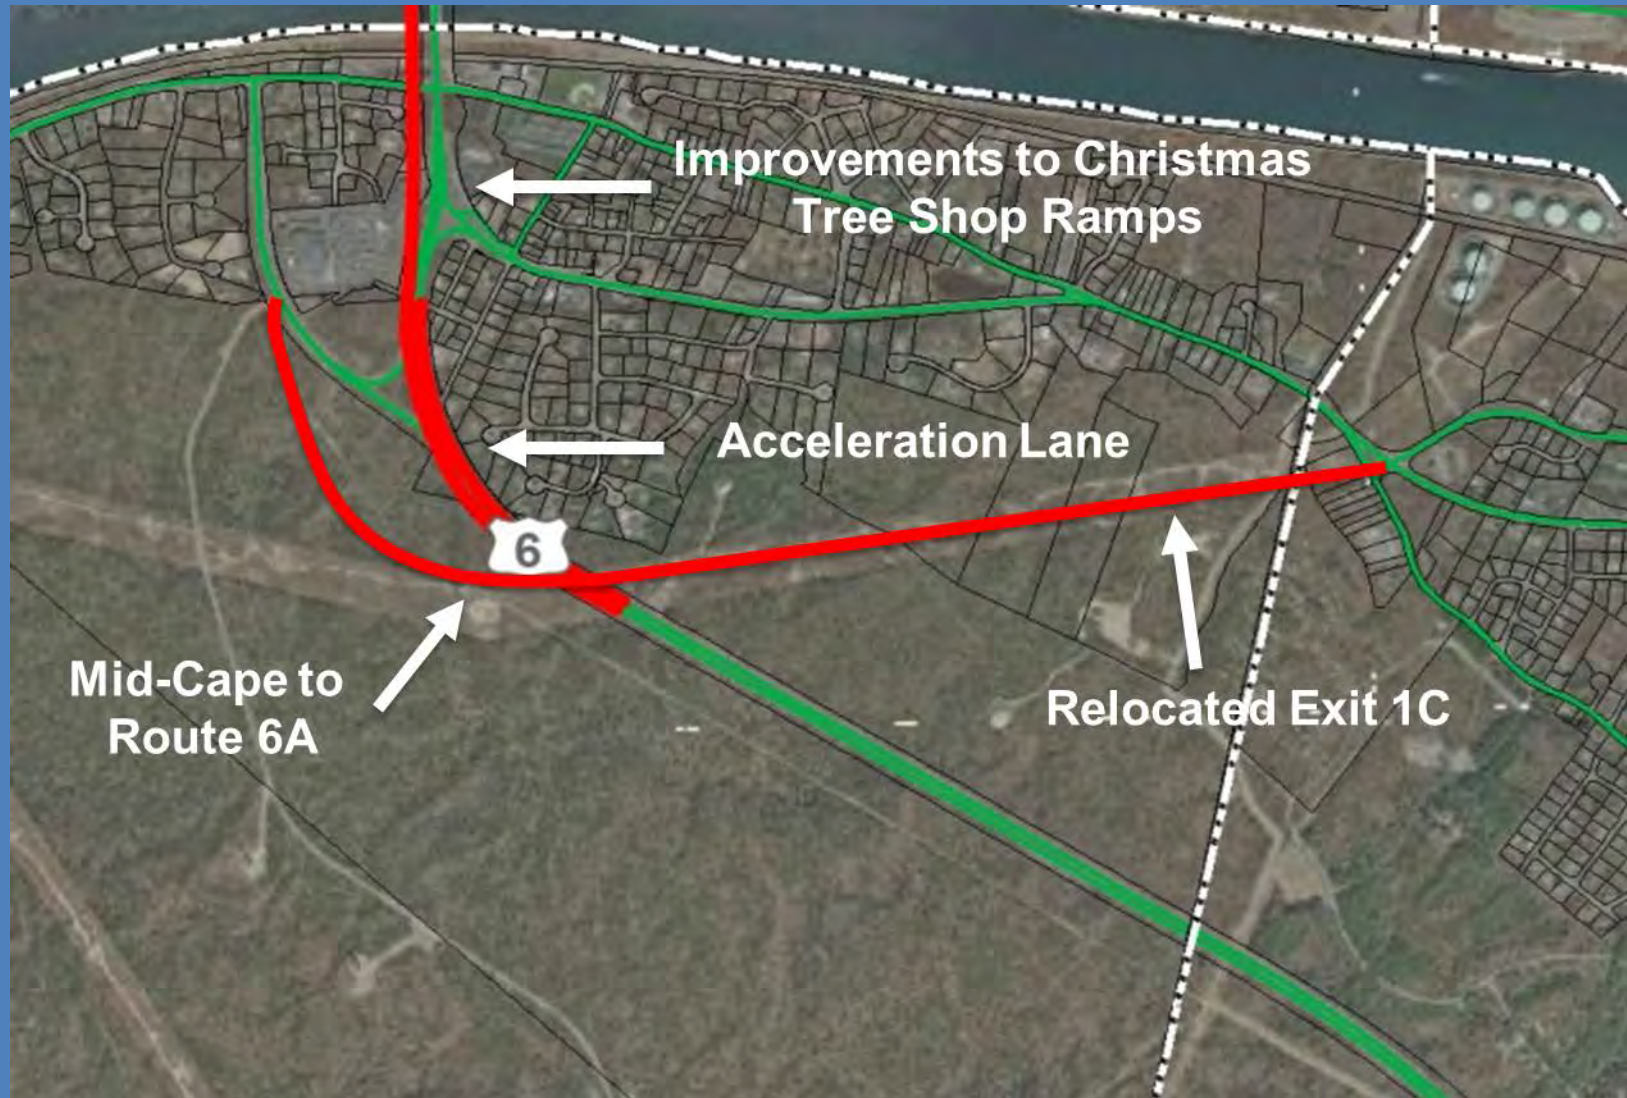 Improvements to Christmas
Tree Shop Ramps
Acceleration Lane
6
Mid-Cape to
Route 6A
Relocated Exit 1C